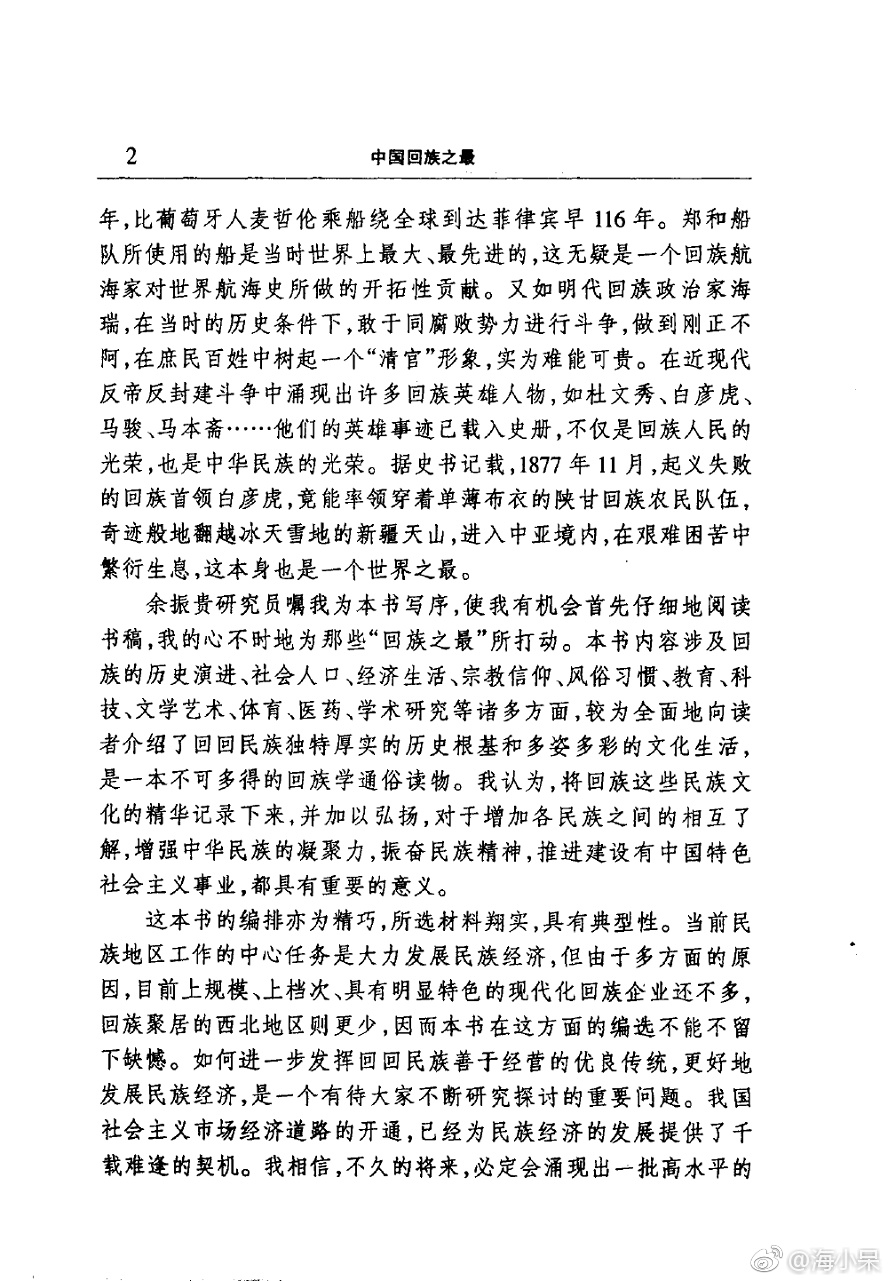 2
中国回族之最
年,比葡萄牙人麦哲伦乘船绕全球到达菲律宾早 116 年。郑和船
队所使用的船是当时世界上最大、最先进的,这无疑是一个回族航
海家对世界航海史所做的开拓性贡献。又如明代回族政治家海
瑞,在当时的历史条件下,敢于同腐败势力进行斗争,做到刚正不
阿,在庶民百姓中树起一个“清官”形象,实为难能可贵。在近现代
反帝反封建斗争中涌现出许多回族英雄人物,如杜文秀、白彦虎、
马骏、马本斋……他们的英雄事迹已载入史册,不仅是回族人民的
光荣,也是中华民族的光荣。据史书记载,1877 年 11 月,起义失败
的回族首领白彦虎,竟能率领穿着单薄布衣的陕甘回族农民队伍,
奇迹般地翻越冰天雪地的新疆天山,进入中亚境内,在艰难困苦中
繁衍生息,这本身也是一个世界之最。
余振贵研究员嘱我为本书写序,使我有机会首先仔细地阅读
书稿,我的心不时地为那些“回族之最”所打动。本书内容涉及回
族的历史演进、社会人口、经济生活、宗教信仰、风俗习惯、教育、科
技、文学艺术、体育、医药、学术研究等诸多方面,较为全面地向读
者介绍了回回民族独特厚实的历史根基和多姿多彩的文化生活,
是一本不可多得的回族学通俗读物。我认为,将回族这些民族文
化的精华记录下来,并加以弘扬,对于增加各民族之间的相互了
解,增强中华民族的凝聚力,振奋民族精神,推进建设有中国特色
社会主义事业,都具有重要的意义。
这本书的编排亦为精巧,所选材料翔实,具有典型性。当前民
族地区工作的中心任务是大力发展民族经济,但由于多方面的原
因,目前上规模、上档次、具有明显特色的现代化回族企业还不多,
回族聚居的西北地区则更少,因而本书在这方面的编选不能不留
下缺憾。如何进一步发挥回回民族善于经营的优良传统,更好地
发展民族经济,是一个有待大家不断研究探讨的重要问题。我国
社会主义市场经济道路的开通,已经为民族经济的发展提供了千
载难逢的契机。我相信,不久的将来,必定会涌现出一批高水平的
@海小呆